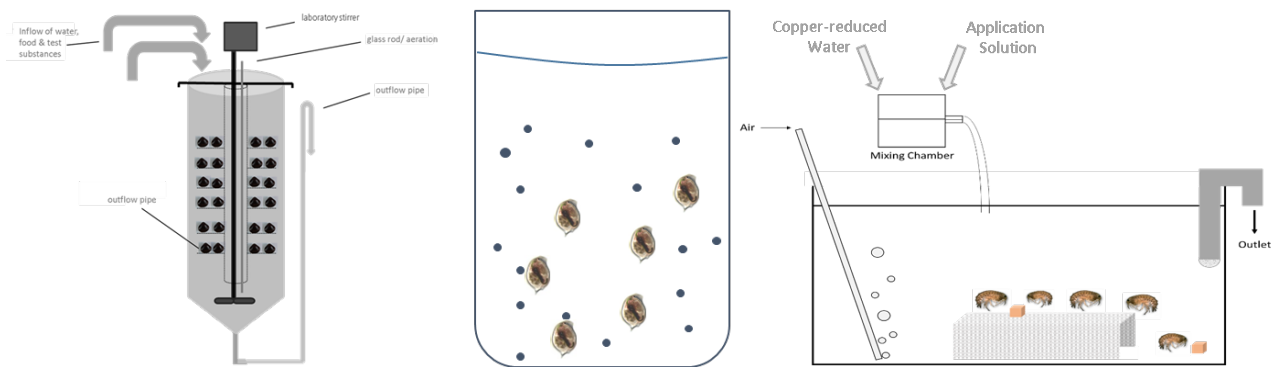 Inflow of water,
food & test
substances
laboratory stirrer
glass rod/ aeration
outflow pipe
outflow pipe
Copper-reduced
Water
Application
Solution
Air
Mixing Chamber
Outlet